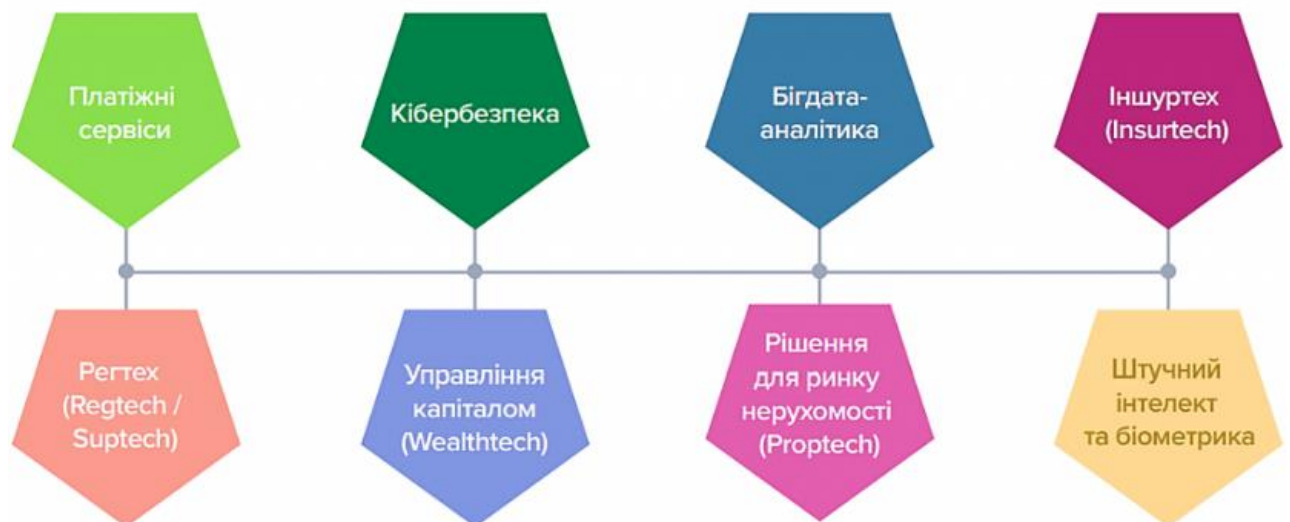 Платіжні
сервіси
Кібербезпека
Бігдата-
аналітика
Іншуртех
(Insurtech)
Регтех
(Regtech /
Suptech)
Управління
капіталом
(Wealthtech)
Рішення
для ринку
нерухомості
(Proptech)
Штучний
інтелект
та біометрика